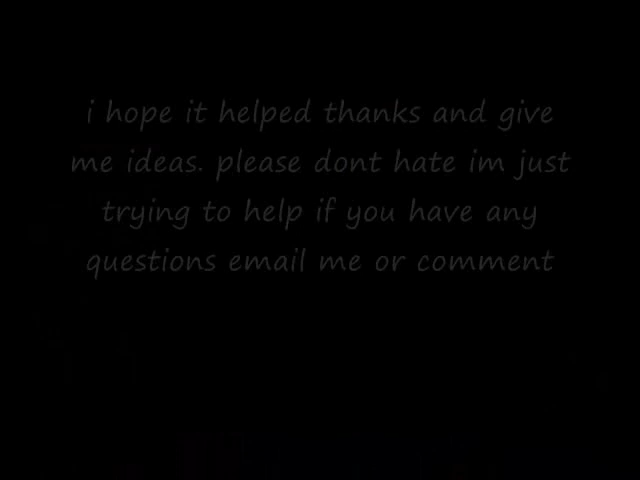 i hope it helped thanks and give
me ideas. please dont hate im just
trying to help if you have any
questions email me or comment